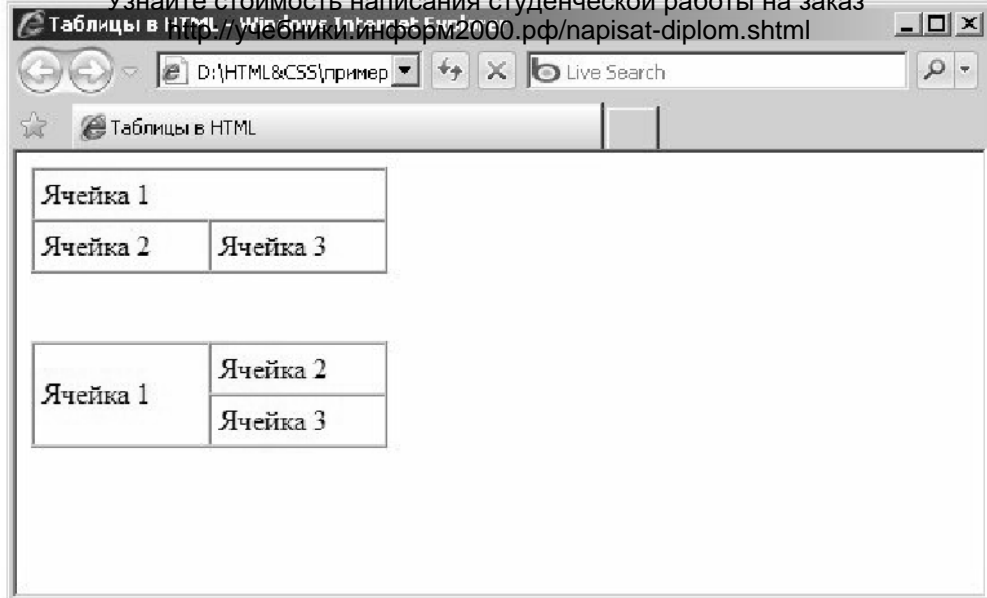 Узнайте стоимость написания студенческой работы на заказ
http://учебники.информ2000.рф/napisat-diplom.shtml
Таблицы в HTML - Windows Internet Explorer
D:\HTML&CSS\пример
Live Search
Таблицы в HTML
Ячейка 1
Ячейка 2 Ячейка 3
Ячейка 2
Ячейка 1
Ячейка 3